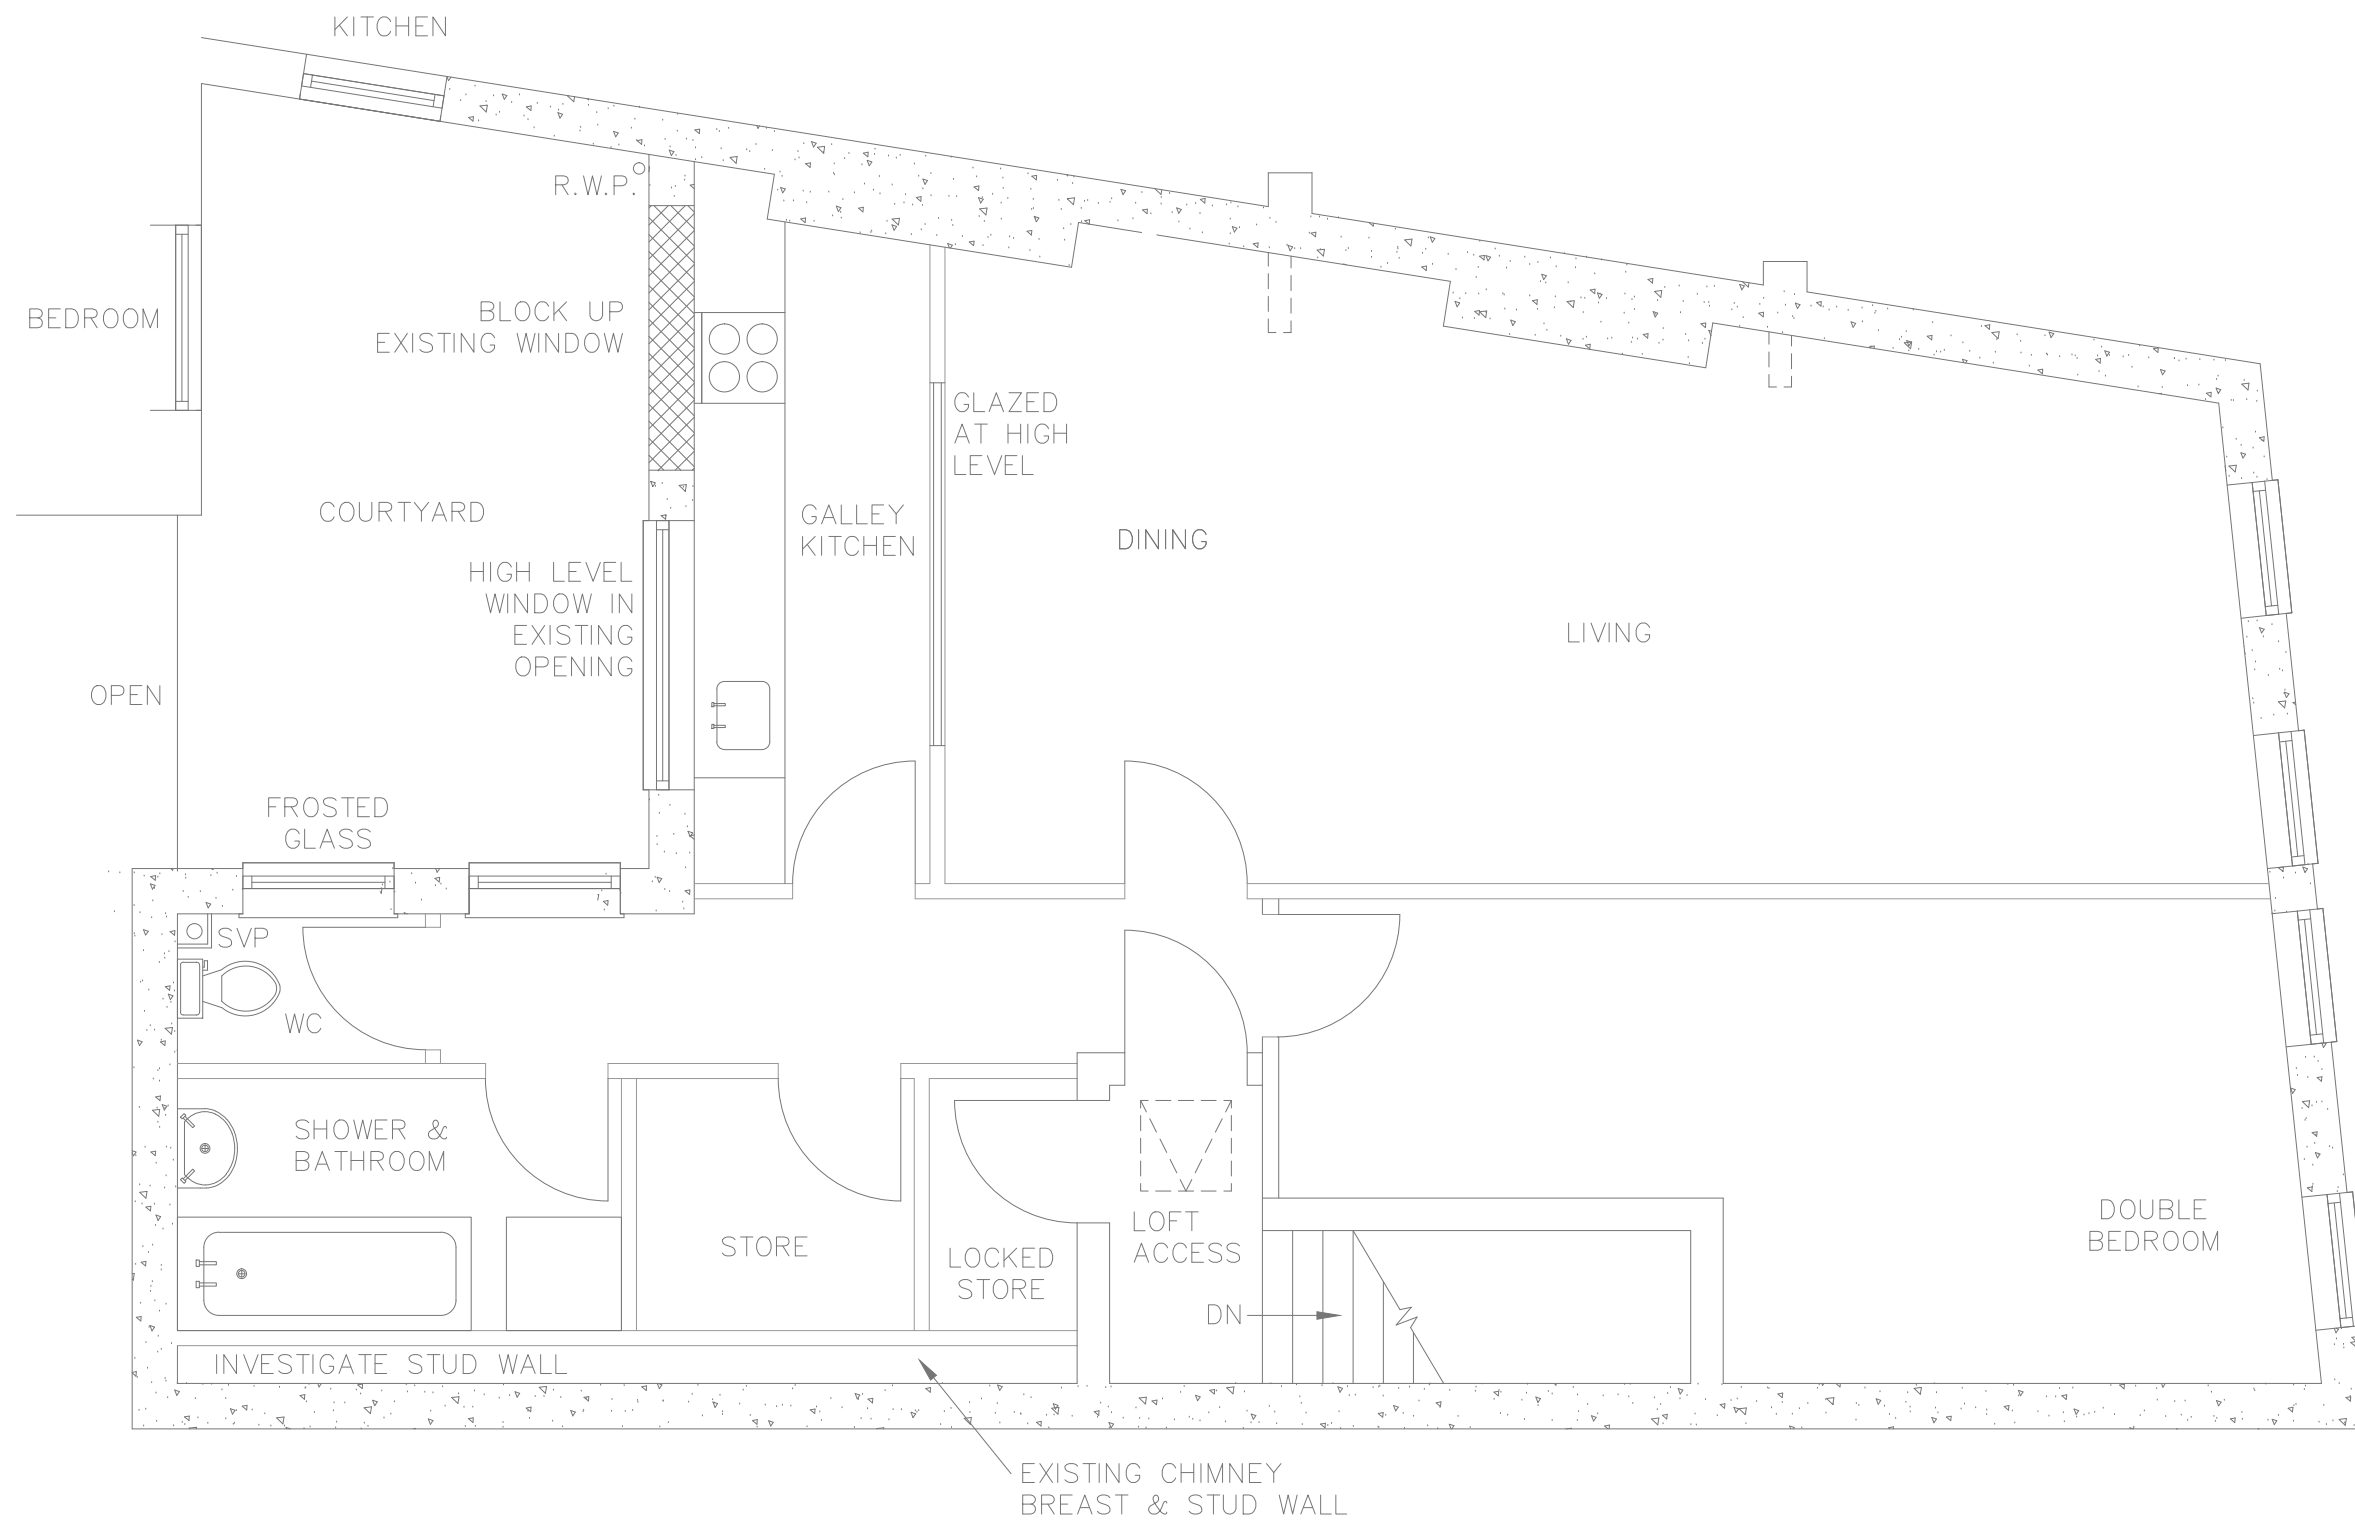 KITCHEN
R.W.P.
BEDROOM
BLOCK UP
EXISTING WINDOW
GLAZED
AT HIGH
LEVEL
COURTYARD
GALLEY
KITCHEN
DINING
HIGH LEVEL
WINDOW IN
EXISTING
OPENING
LIVING
OPEN
FROSTED
GLASS
SVP
WC
SHOWER &
BATHROOM
STORE
LOCKED
STORE
LOFT
ACCESS
DN
DOUBLE
BEDROOM
INVESTIGATE STUD WALL
EXISTING CHIMNEY
BREAST & STUD WALL